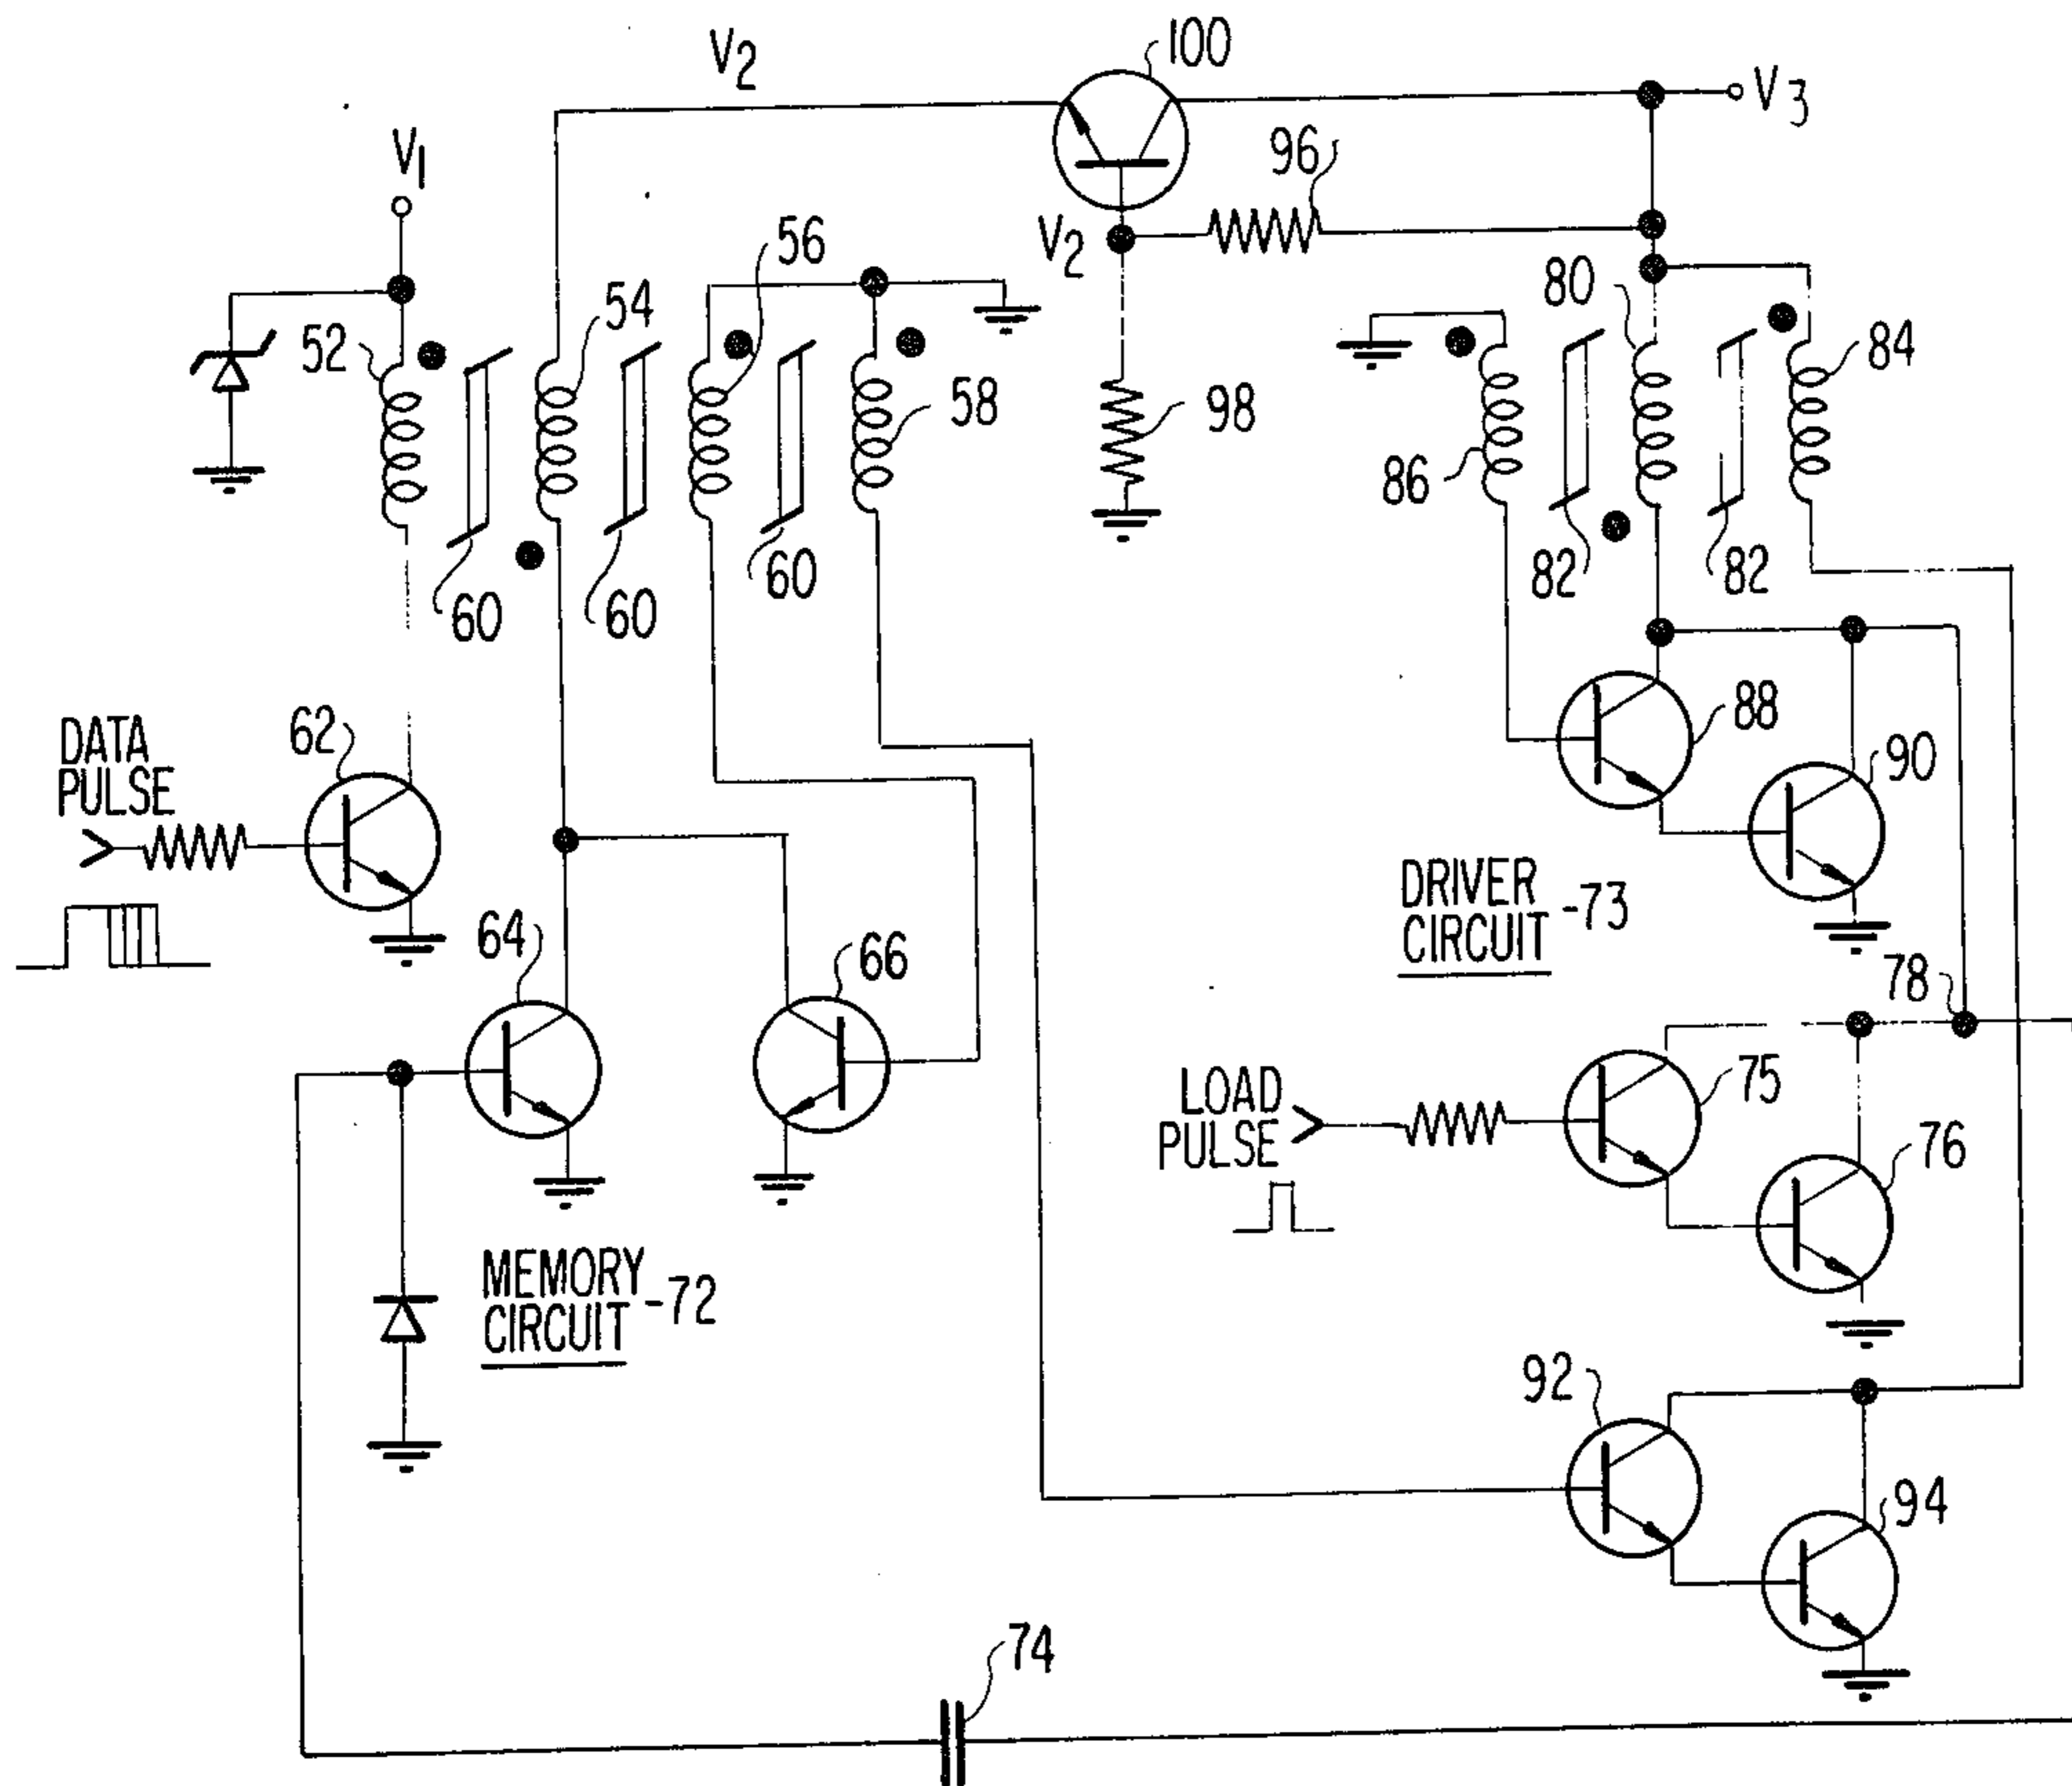 100
V2
V3
V1
96
56
V2
80
54
52
84
58
98
86
60
60
60
82
82
DATA
PULSE
62
88
90
DRIVER
CIRCUIT -73
64
66
78
LOAD
PULSE
75
76
MEMORY
CIRCUIT -72
92
94
74